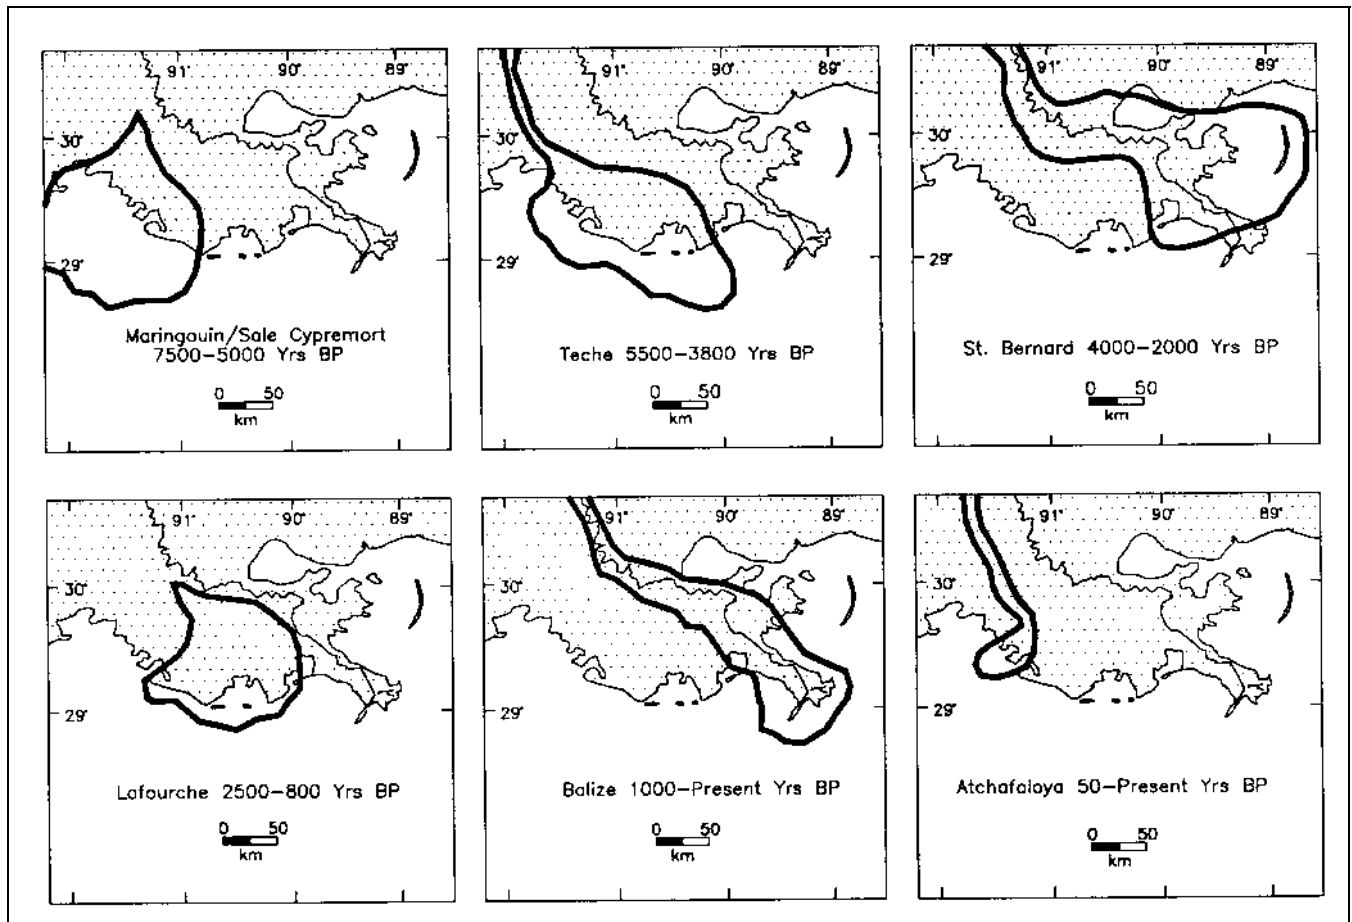 91
90
89
30
29
Maringouin/Sale Cypremort
7500-5000 Yrs BP
0 50
km
91
90
89
30
29
Teche 5500-3800 Yrs BP
0 50
km
91
90
89
30
29
St. Bernard 4000-2000 Yrs BP
0 50
km
91
90
89
30
29
Lafourche 2500-800 Yrs BP
0 50
km
91
90
89
30
29
Balize 1000-Present Yrs BP
0 50
km
91
90
89
30
29
Atchafalaya 50-Present Yrs BP
0 50
km